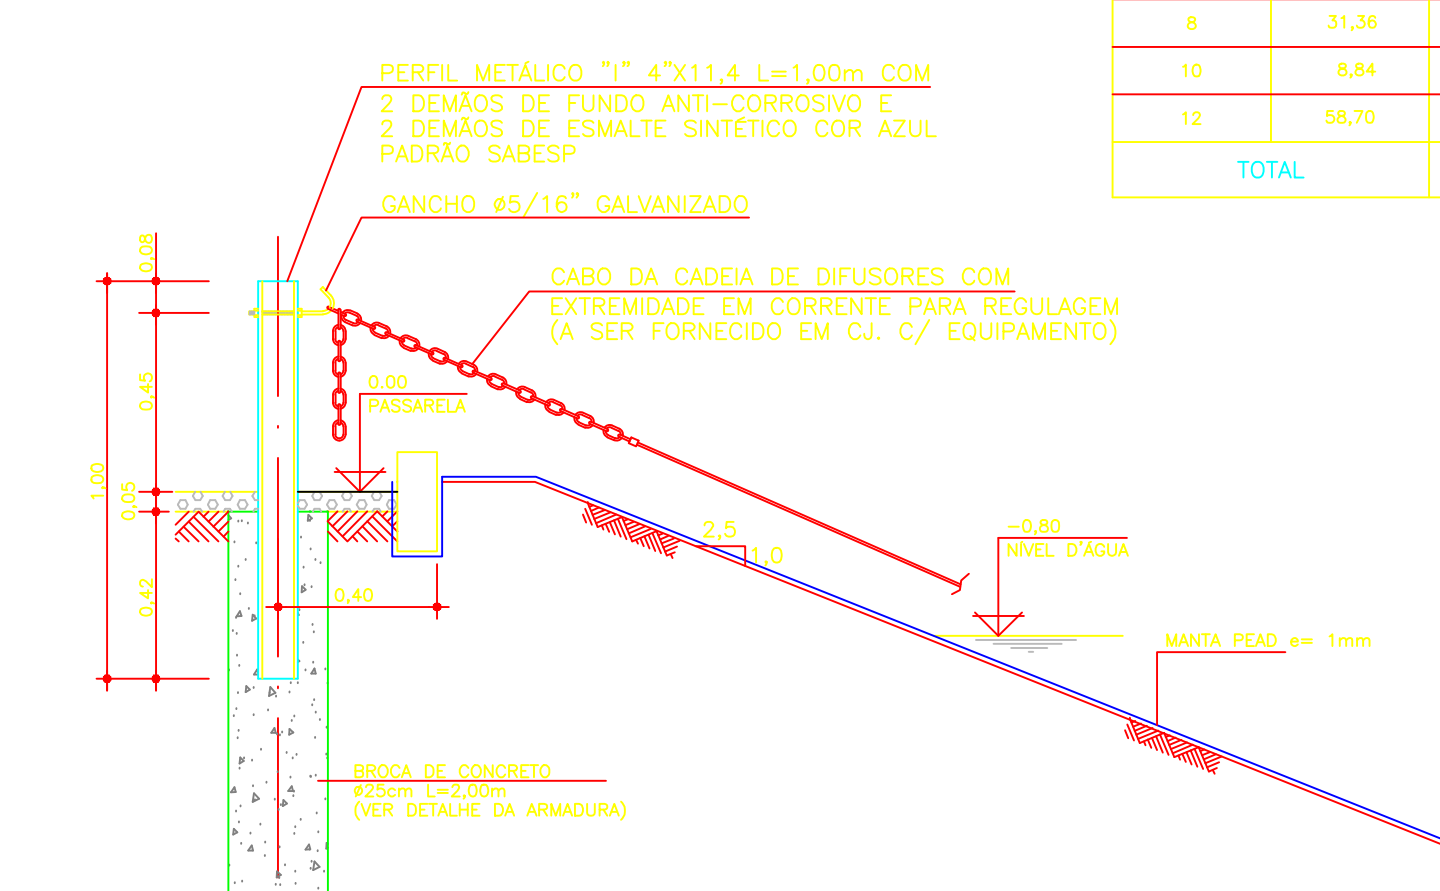 8 31,36
10 8,84
12 58,70
TOTAL
PERFIL METÁLICO "I" 4"X11,4 L=1,00m COM
2 DEMÃOS DE FUNDO ANTI-CORROSIVO E
2 DEMÃOS DE ESMALTE SINTÉTICO COR AZUL
PADRÃO SABESP
GANCHO ø5/16" GALVANIZADO
CABO DA CADEIA DE DIFUSORES COM
EXTREMIDADE EM CORRENTE PARA REGULAGEM
(A SER FORNECIDO EM CJ. C/ EQUIPAMENTO)
0,08
0,45
1,00
0,05
0,42
0.00
PASSARELA
0,40
2,5
1,0
-0,80
NÍVEL D'ÁGUA
MANTA PEAD e= 1mm
BROCA DE CONCRETO
ø25cm L=2,00m
(VER DETALHE DA ARMADURA)